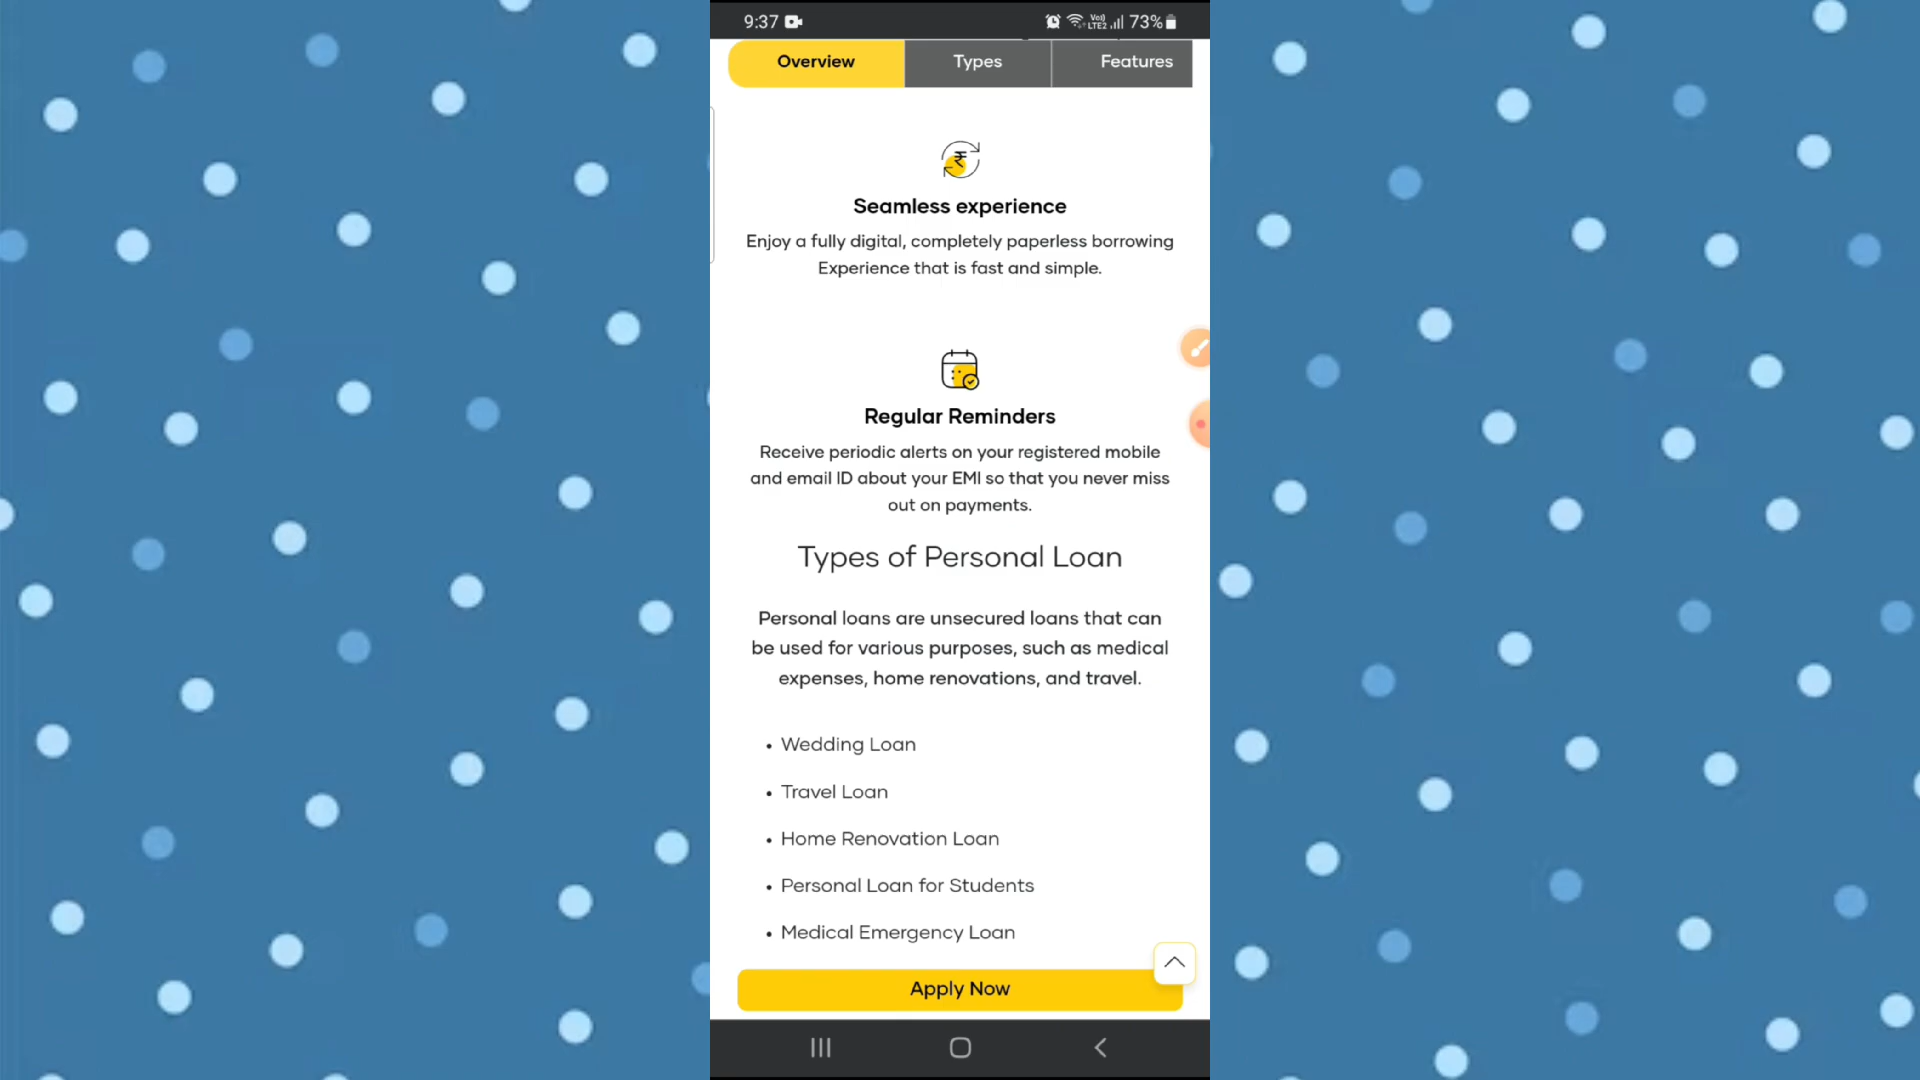 9:37
Vo)
LTE2
73%
Overview
Types
Features
Seamless experience
Enjoy a fully digital, completely paperless borrowing
Experience that is fast and simple.
Regular Reminders
Receive periodic alerts on your registered mobile
and email ID about your EMI so that you never miss
out on payments.
Types of Personal Loan
Personal loans are unsecured loans that can
be used for various purposes, such as medical
expenses, home renovations, and travel.
• Wedding Loan
• Travel Loan
• Home Renovation Loan
• Personal Loan for Students
• Medical Emergency Loan
Apply Now